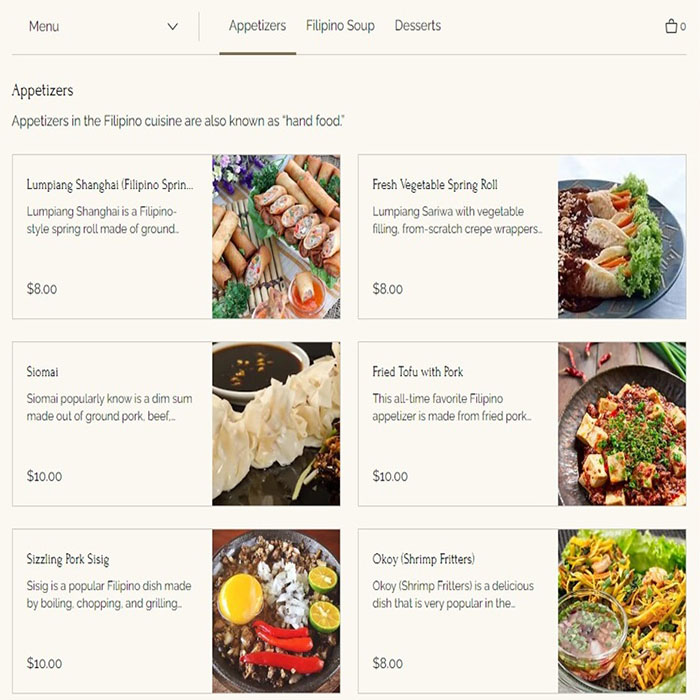 Menu
Appetizers
Filipino Soup
Desserts
0
Appetizers
Appetizers in the Filipino cuisine are also known as “hand food.”
Lumpiang Shanghai (Filipino Sprin...
Lumpiang Shanghai is a Filipino-
style spring roll made of ground...
$8.00
Fresh Vegetable Spring Roll
Lumpiang Sariwa with vegetable
filling, from-scratch crepe wrappers...
$8.00
Siomai
Siomai popularly know is a dim sum
made out of ground pork, beef,...
$10.00
Fried Tofu with Pork
This all-time favorite Filipino
appetizer is made from fried pork...
$10.00
Sizzling Pork Sisig
Sisig is a popular Filipino dish made
by boiling, chopping, and grilling...
$10.00
Okoy (Shrimp Fritters)
Okoy (Shrimp Fritters) is a delicious
dish that is very popular in the...
$8.00